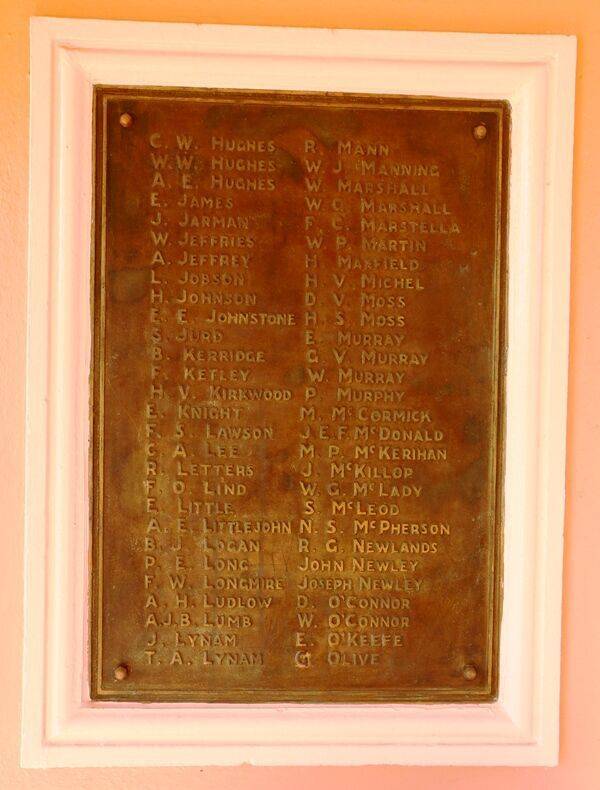 C. W. HUGHES
W. W. HUGHES
A. E. HUGHES
E. JAMES
J. JARMAN
W. JEFFRIES
A. JEFFREY
L. JOBSON
H. JOHNSON
E. E. JOHNSTONE
S. JURD
B. KERRIDGE
F. KETLEY
H. V. KIRKWOOD
E. KNIGHT
F. S. LAWSON
C. A. LEE
R. LETTERS
F. O. LIND
E. LITTLE
A. E. LITTLEJOHN
B. J. LOGAN
P. E. LONG
F. W. LONGMIRE
A. H. LUDLOW
A.J.B. LUMB
J. LYNAM
T. A. LYNAM
R. MANN
W. J. MANNING
W. MARSHALL
W. O. MARSHALL
F. C. MARSTELLA
W. P. MARTIN
H. MAXFIELD
H. V. MICHEL
D. V. MOSS
H. S. MOSS
E. MURRAY
G. V. MURRAY
W. MURRAY
P. MURPHY
M. McCORMICK
J.E.F. McDONALD
M. P. McKERIHAN
J. McKILLOP
W. G. McLADY
S. McLEOD
N. S. McPHERSON
R. G. NEWLANDS
JOHN NEWLEY
JOSEPH NEWLEY
D. O'CONNOR
W. O'CONNOR
E. O'KEEFE
G. OLIVE